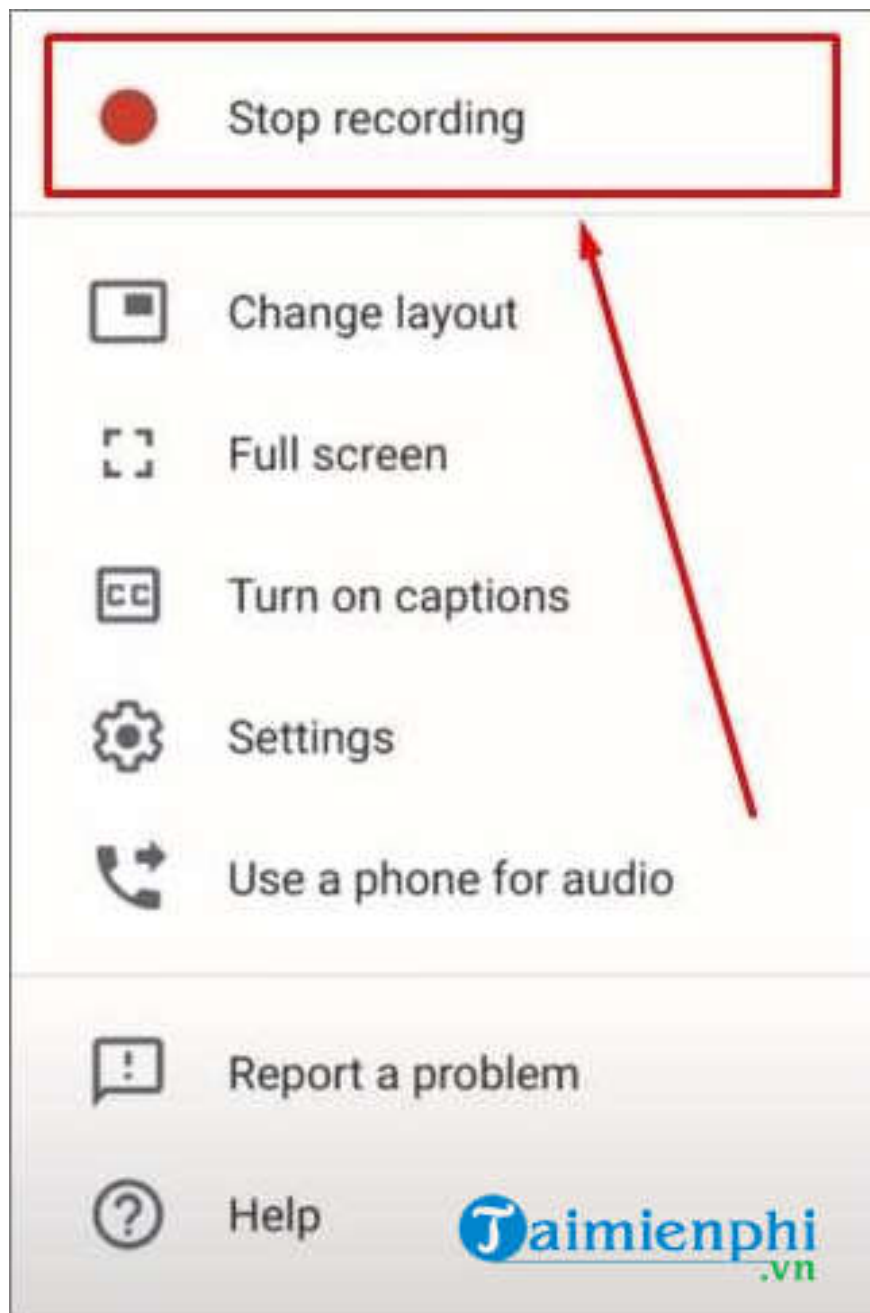 Stop recording
Change layout
Full screen
CC Turn on captions
Settings
Use a phone for audio
Report a problem
Help
Taimienphi
.vn